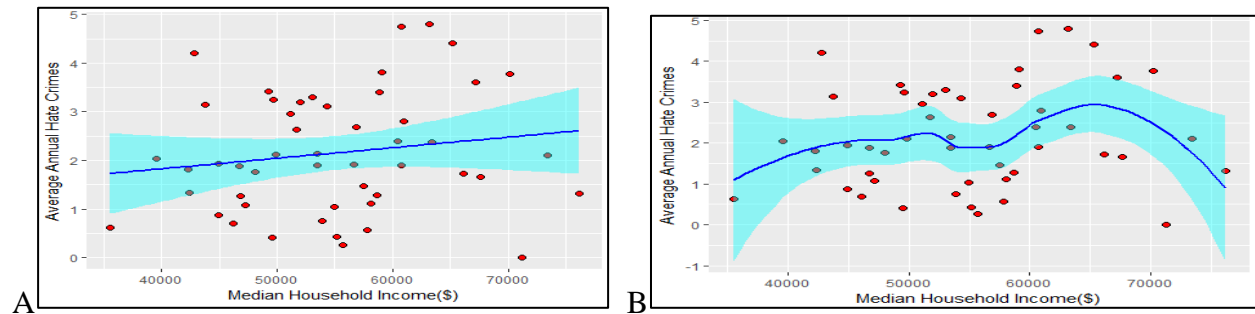 A
Average Annual Hate Crimes
5
4
3
2
1
0
40000 50000 60000 70000
Median Household Income($)
B
Average Annual Hate Crimes
5
4
3
2
1
0
-1
40000 50000 60000 70000
Median Household Income($)